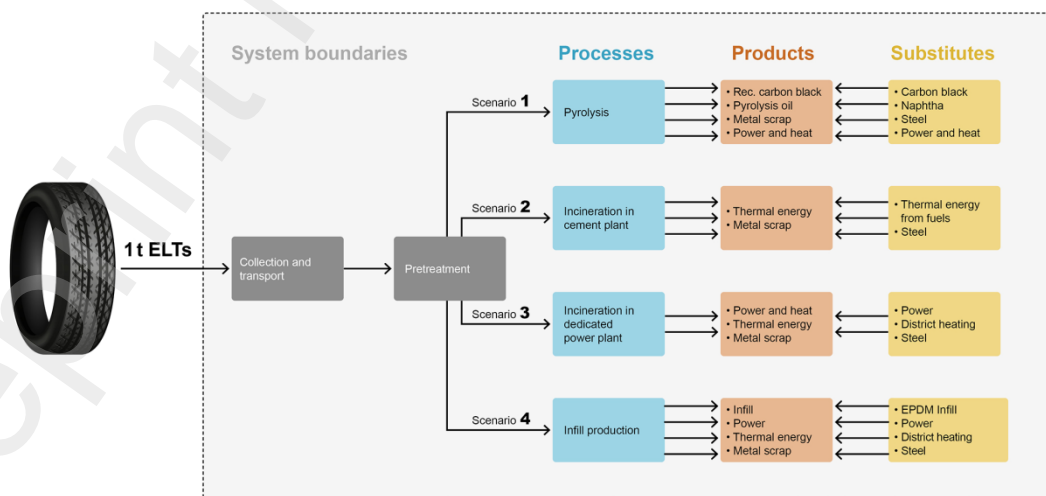 System boundaries
Processes
Products
Substitutes
Scenario 1
Pyrolysis
• Rec. carbon black
• Pyrolysis oil
• Metal scrap
• Power and heat
• Carbon black
• Naphtha
• Steel
• Power and heat
Scenario 2
Incineration in
cement plant
• Thermal energy
• Metal scrap
• Thermal energy
from fuels
• Steel
1t ELTs
Collection and
transport
Pretreatment
Scenario 3
Incineration in
dedicated
power plant
• Power and heat
• Thermal energy
• Metal scrap
• Power
• District heating
• Steel
Scenario 4
Infill production
• Infill
• Power
• Thermal energy
• Metal scrap
• EPDM Infill
• Power
• District heating
• Steel